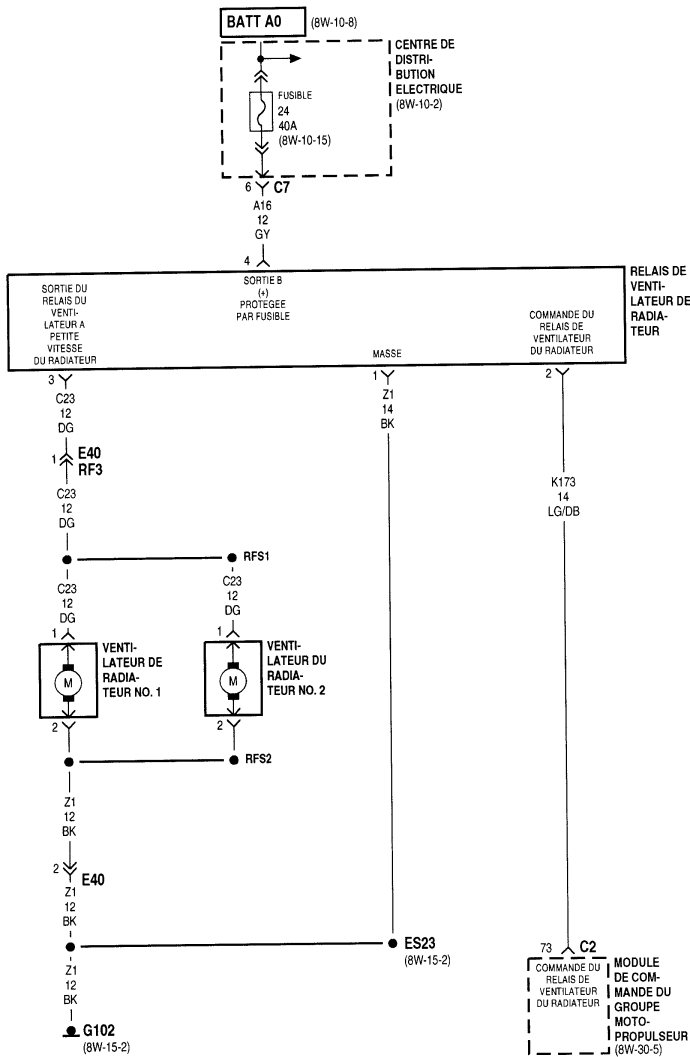 BATT A0
(8W-10-8)
CENTRE DE
DISTRI-
BUTION
ELECTRIQUE
(8W-10-2)
FUSIBLE
24
40A
(8W-10-15)
6
C7
A16
12
GY
4
RELAIS DE
VENTI-
LATEUR DE
RADIA-
TEUR
SORTIE DU
RELAIS DU
VENTI-
LATEUR A
PETITE
VITESSE
DU RADIATEUR
SORTIE B
(+)
PROTEGEE
PAR FUSIBLE
MASSE
COMMANDE DU
RELAIS DE
VENTILATEUR
DU RADIATEUR
3
1
2
C23
12
DG
Z1
14
BK
1
E40
RF3
C23
12
DG
K173
14
LG/DB
RFS1
C23
12
DG
C23
12
DG
1
1
M
VENTI-
LATEUR DE
RADIA-
TEUR NO. 1
M
VENTI-
LATEUR DU
RADIA-
TEUR NO. 2
2
2
RFS2
Z1
12
BK
2
E40
Z1
12
BK
ES23
(8W-15-2)
73
C2
Z1
12
BK
G102
(8W-15-2)
COMMANDE DU
RELAIS DE
VENTILATEUR
DU RADIATEUR
MODULE
DE COM-
MANDE DU
GROUPE
MOTO-
PROPULSEUR
(8W-30-5)